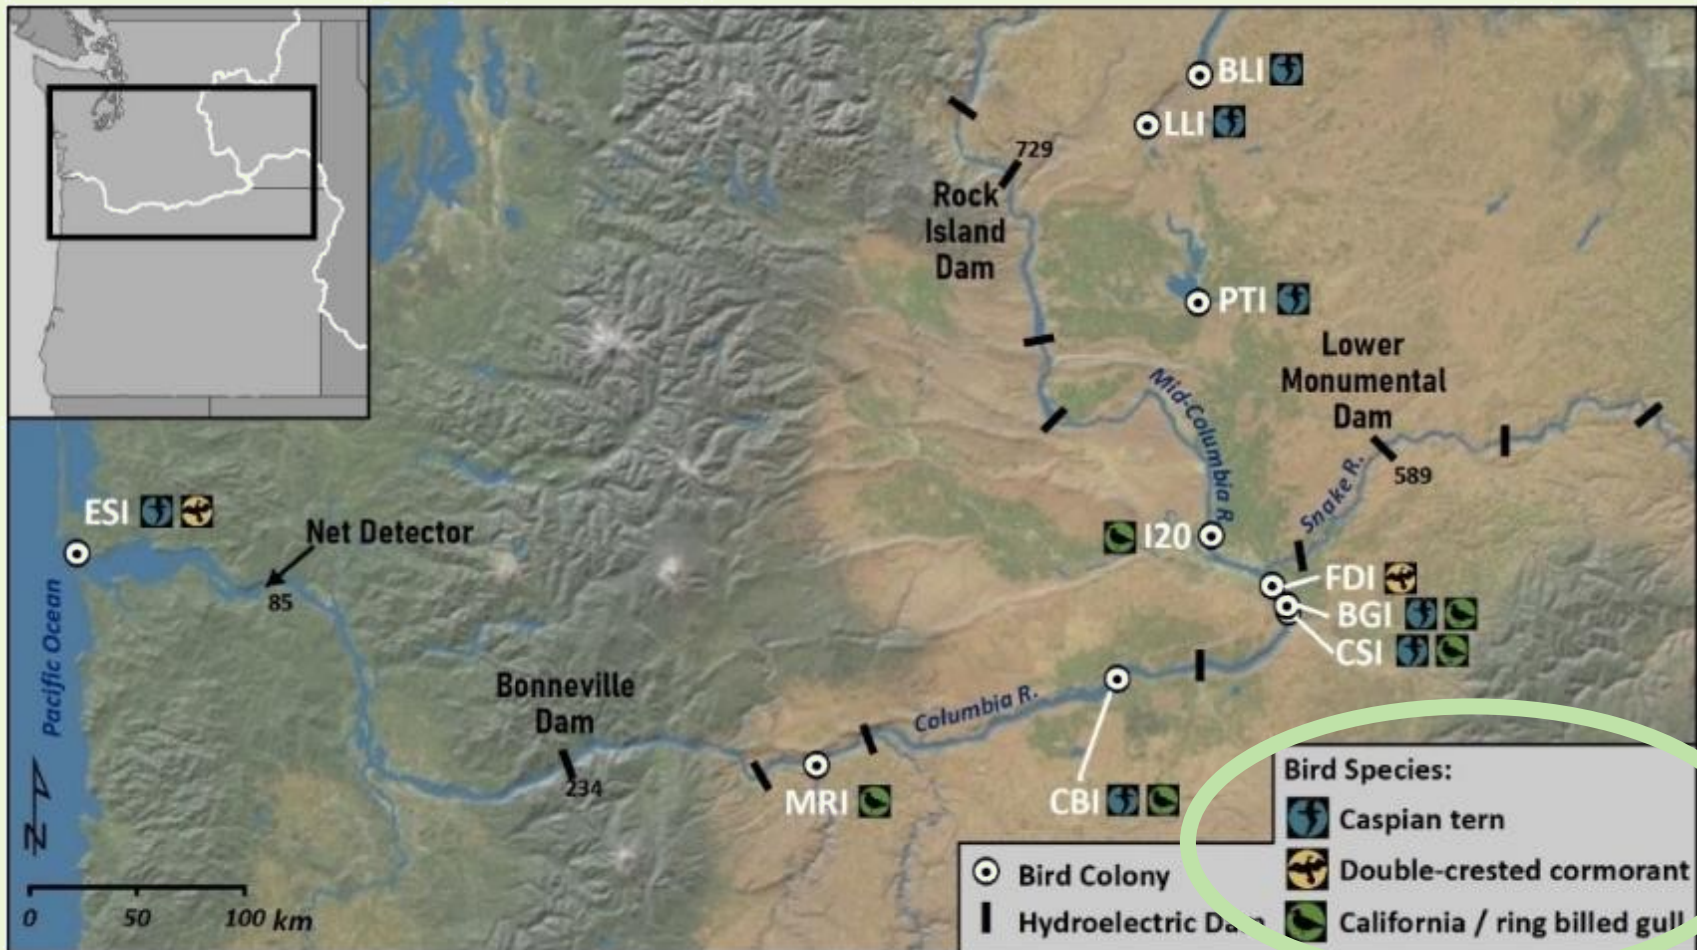 BLI
LLI
729
Rock
Island
Dam
PTI
Lower
Monumental
Dam
589
Mid-Columbia R.
Snake R.
ESI
Net Detector
85
Pacific Ocean
I20
FDI
BGI
CSI
Bonneville
Dam
234
Columbia R.
MRI
CBI
N
0 50 100 km
Bird Colony
Hydroelectric Dam
Bird Species:
Caspian tern
Double-crested cormorant
California / ring billed gull